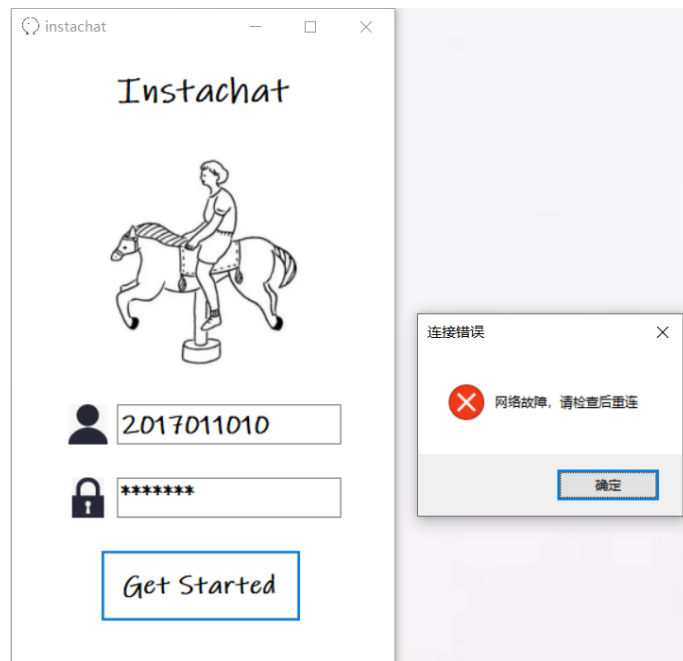 instachat
Instachat
2017011010
*******
Get Started
连接错误
网络故障，请检查后重连
确定